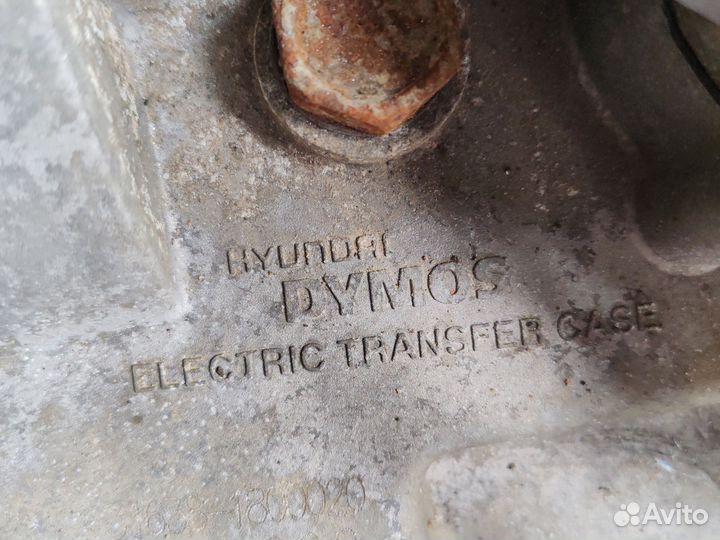 HYUNDAI
DYMOS
ELECTRIC TRANSFER CASE
Avito